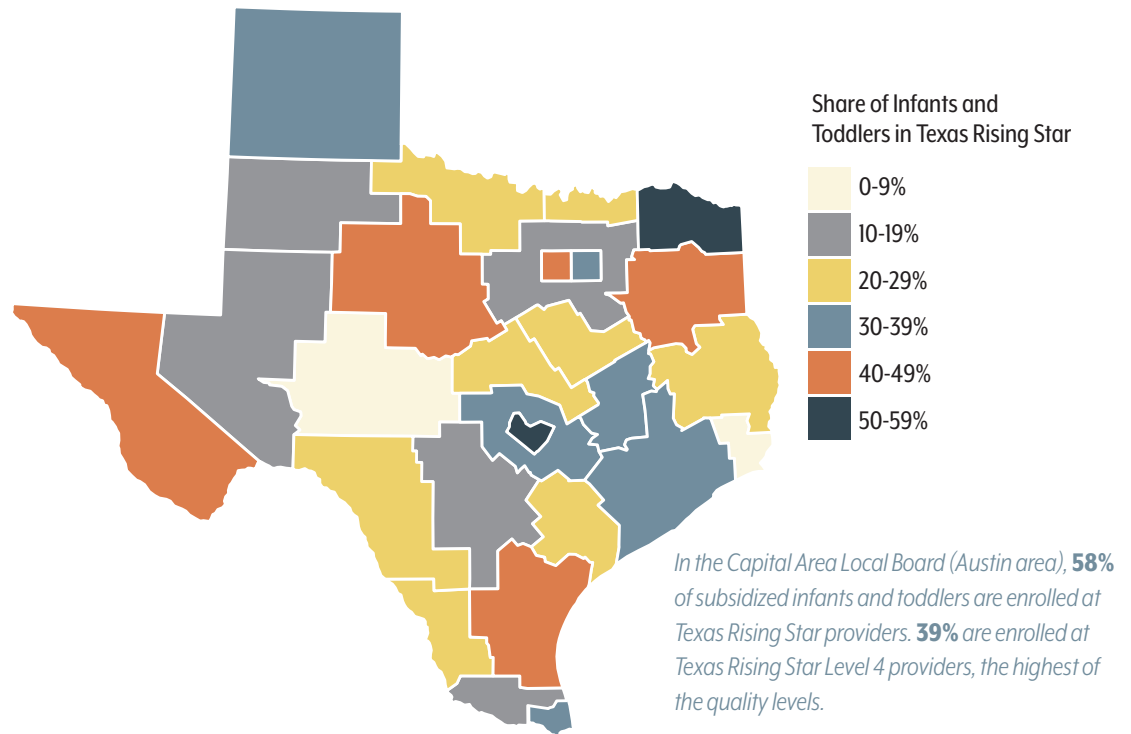 Share of Infants and
Toddlers in Texas Rising Star
0-9%
10-19%
20-29%
30-39%
40-49%
50-59%
In the Capital Area Local Board (Austin area), 58%
of subsidized infants and toddlers are enrolled at
Texas Rising Star providers. 39% are enrolled at
Texas Rising Star Level 4 providers, the highest of
the quality levels.